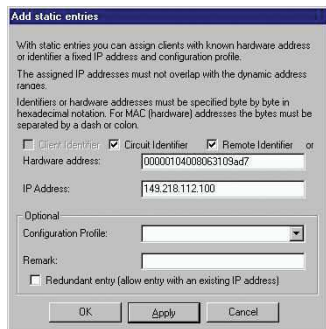 Add static entries
With static entries you can assign clients with known hardware address
or identifier a fixed IP address and configuration profile.
The assigned IP addresses must not overlap with the dynamic address
ranges.
Identifiers or hardware addresses must be specified byte by byte in
hexadecimal notation. For MAC (hardware) addresses the bytes must be
separated by a dash or colon.
Client Identifier Circuit Identifier Remote Identifier or
Hardware address: 00000104008063109ad7
IP Address: 149.218.112.100
Optional
Configuration Profile:
Remark:
Redundant entry (allow entry with an existing IP address)
OK Apply Cancel